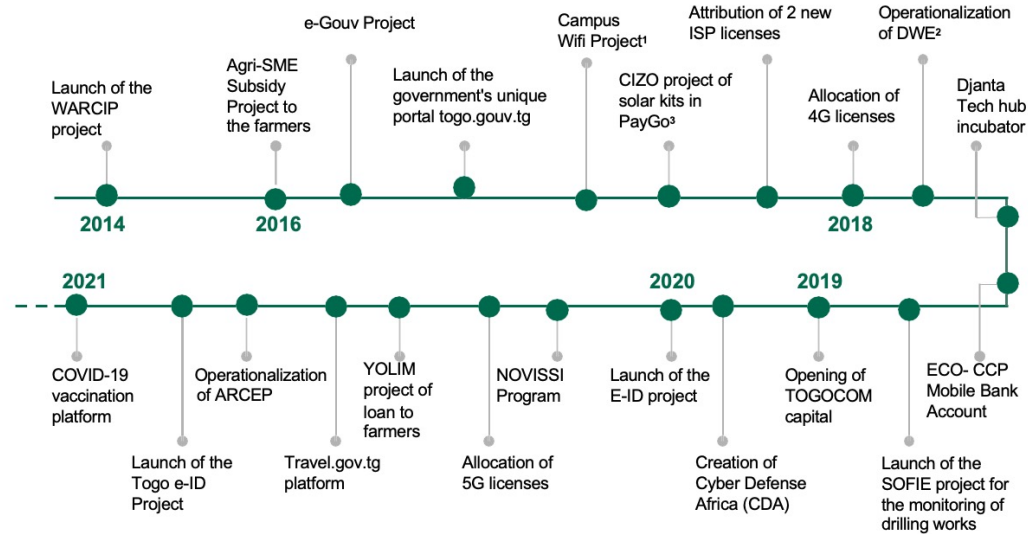 Launch of the
WARCIP
project
Agri-SME
Subsidy
Project to
the farmers
e-Gouv Project
Launch of the
government's unique
portal togo.gouv.tg
Campus
Wifi Project¹
CIZO project of
solar kits in
PayGo³
Attribution of 2 new
ISP licenses
Allocation of
4G licenses
Operationalization
of DWE²
Djanta
Tech hub
incubator
2014
2016
2018
2021
2020
2019
COVID-19
vaccination
platform
Launch of the
Togo e-ID
Project
Operationalization
of ARCEP
Travel.gov.tg
platform
YOLIM
project of
loan to
farmers
Allocation of
5G licenses
NOVISSI
Program
Launch of the
E-ID project
Creation of
Cyber Defense
Africa (CDA)
Opening of
TOGOCOM
capital
Launch of the
SOFIE project for
the monitoring of
drilling works
ECO- CCP
Mobile Bank
Account